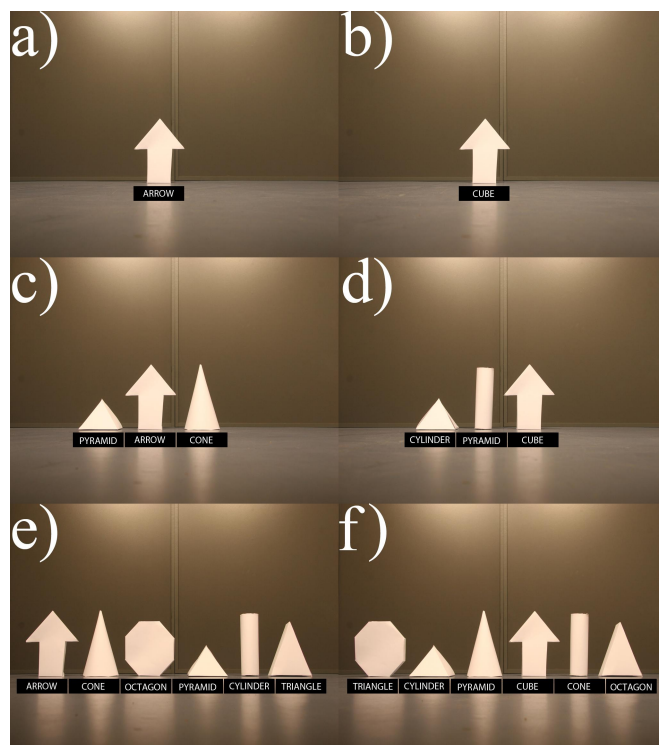 a)
b)
ARROW
CUBE
c)
d)
PYRAMID ARROW CONE
CYLINDER PYRAMID CUBE
e)
f)
ARROW CONE OCTAGON PYRAMID CYLINDER TRIANGLE
TRIANGLE CYLINDER PYRAMID CUBE CONE OCTAGON